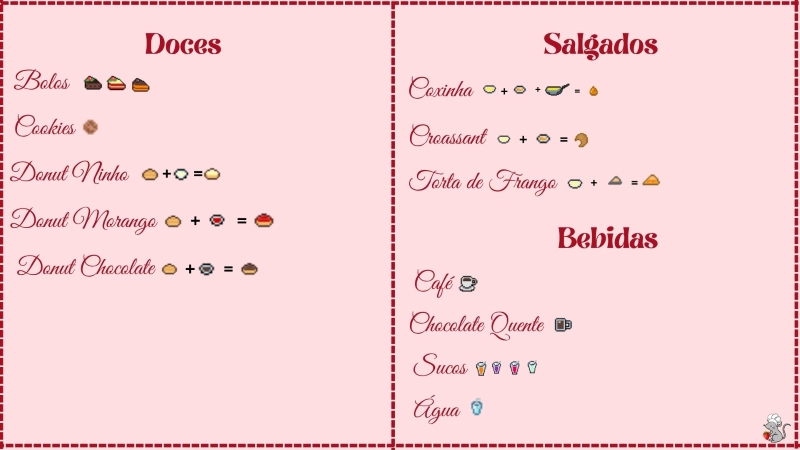 Doces
Bolos
Cookies
Donut Ninho + =
Donut Morango + =
Donut Chocolate + =
Salgados
Coxinha + + =
Croassant + =
Torta de Frango + =
Bebidas
Café
Chocolate Quente
Sucos
Água